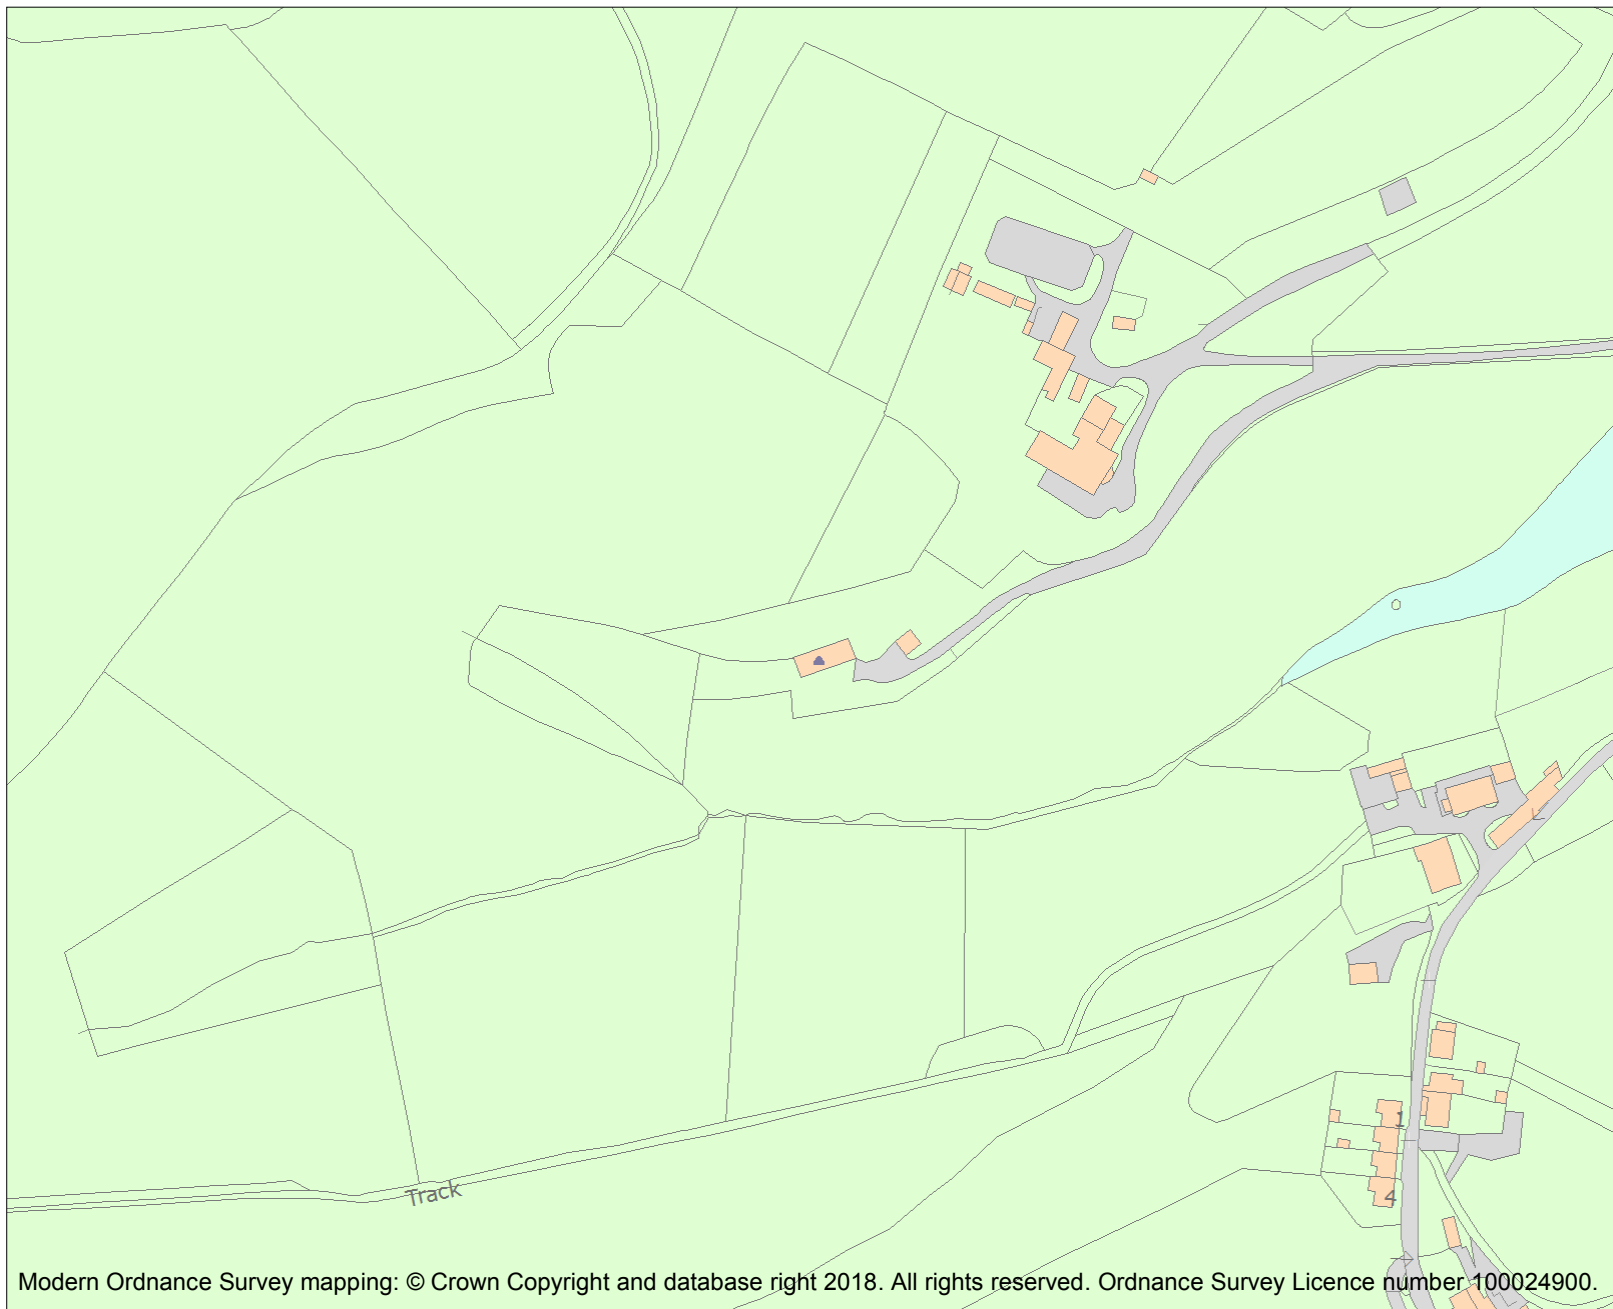 1
4
Track
Modern Ordnance Survey mapping: © Crown Copyright and database right 2018. All rights reserved. Ordnance Survey Licence number 100024900.